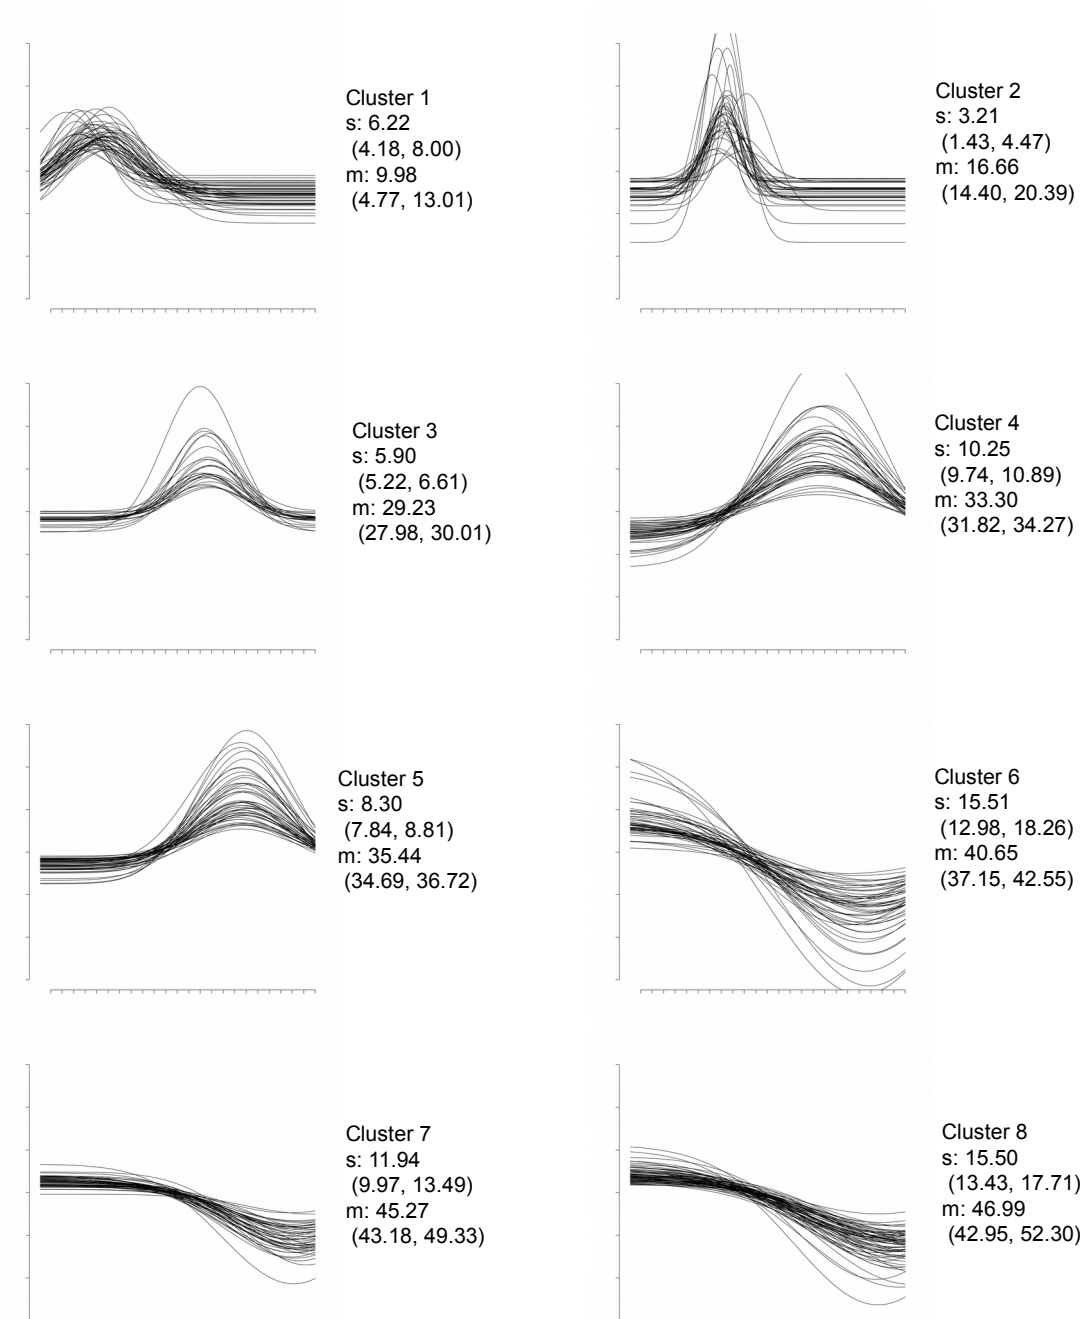 Cluster 1
s: 6.22
(4.18, 8.00)
m: 9.98
(4.77, 13.01)
Cluster 2
s: 3.21
(1.43, 4.47)
m: 16.66
(14.40, 20.39)
Cluster 3
s: 5.90
(5.22, 6.61)
m: 29.23
(27.98, 30.01)
Cluster 4
s: 10.25
(9.74, 10.89)
m: 33.30
(31.82, 34.27)
Cluster 5
s: 8.30
(7.84, 8.81)
m: 35.44
(34.69, 36.72)
Cluster 6
s: 15.51
(12.98, 18.26)
m: 40.65
(37.15, 42.55)
Cluster 7
s: 11.94
(9.97, 13.49)
m: 45.27
(43.18, 49.33)
Cluster 8
s: 15.50
(13.43, 17.71)
m: 46.99
(42.95, 52.30)